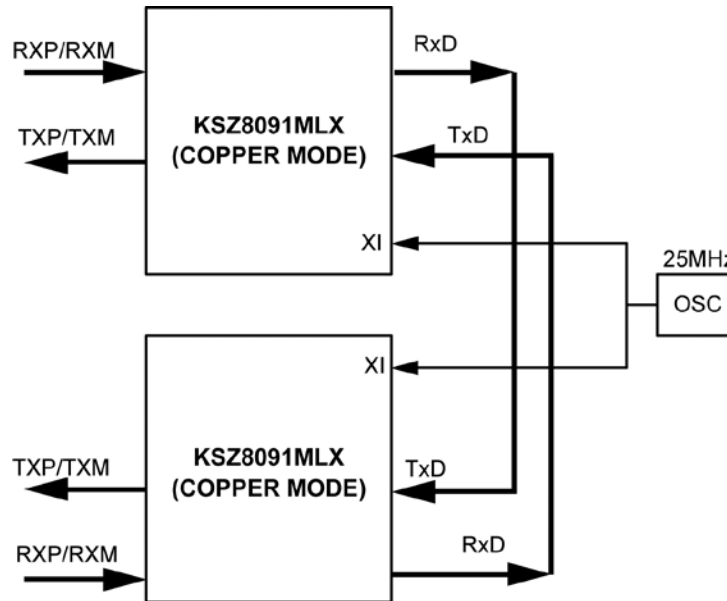 RXP/RXM
RxD
TXP/TXM
KSZ8091MLX
(COPPER MODE)
TxD
XI
25MHz
OSC
XI
TXP/TXM
KSZ8091MLX
(COPPER MODE)
TxD
RXP/RXM
RxD